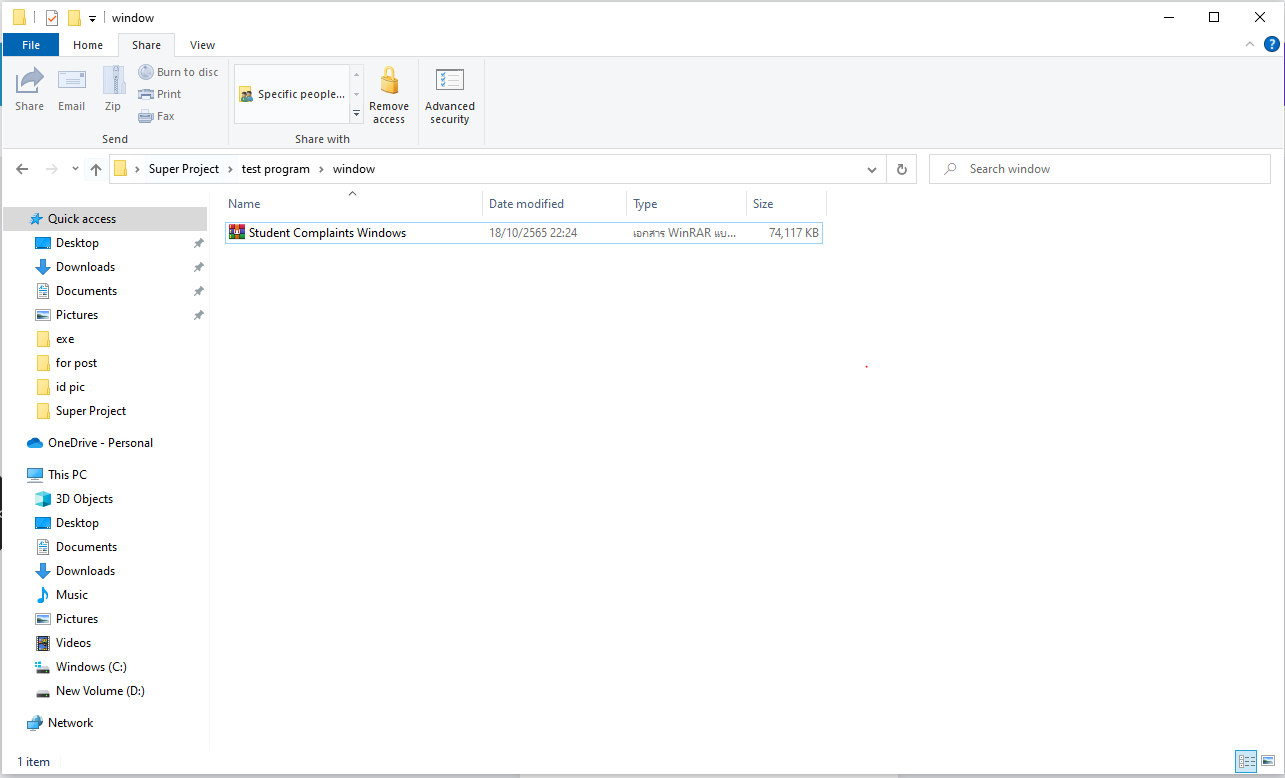 window
File Home Share View
Share Email Zip Burn to disc Print Fax Specific people... Remove access Advanced security
Send Share with
Super Project test program window Search window
Name Date modified Type Size
Student Complaints Windows 18/10/2565 22:24 เอกสาร WinRAR แบ... 74,117 KB
Quick access
Desktop
Downloads
Documents
Pictures
exe
for post
id pic
Super Project
OneDrive - Personal
This PC
3D Objects
Desktop
Documents
Downloads
Music
Pictures
Videos
Windows (C:)
New Volume (D:)
Network
1 item